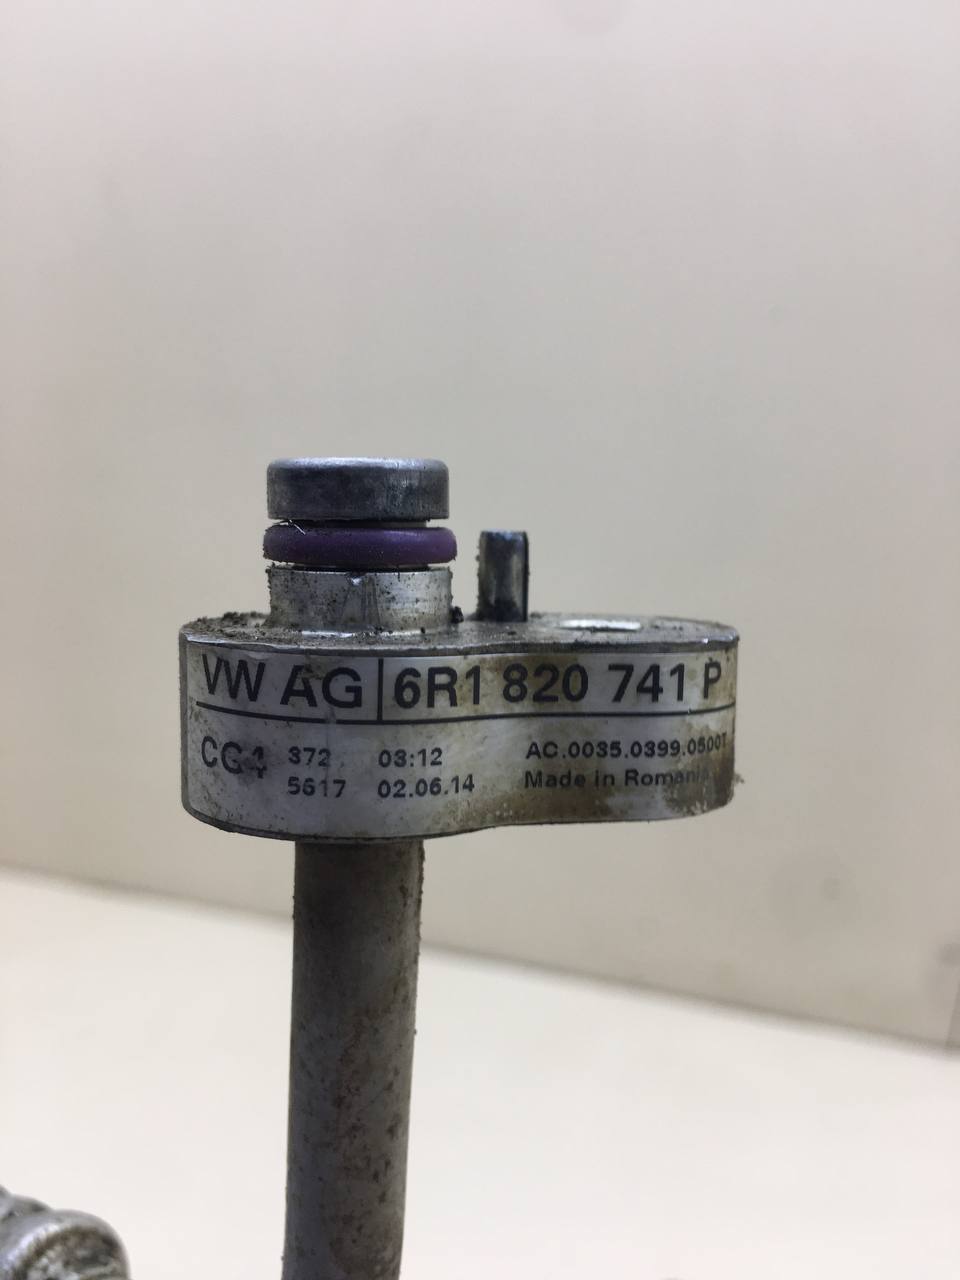 VW AG 6R1 820 741 P
CG4 372 03:12 AC.0035.0399.0500T
5617 02.06.14 Made in Romania